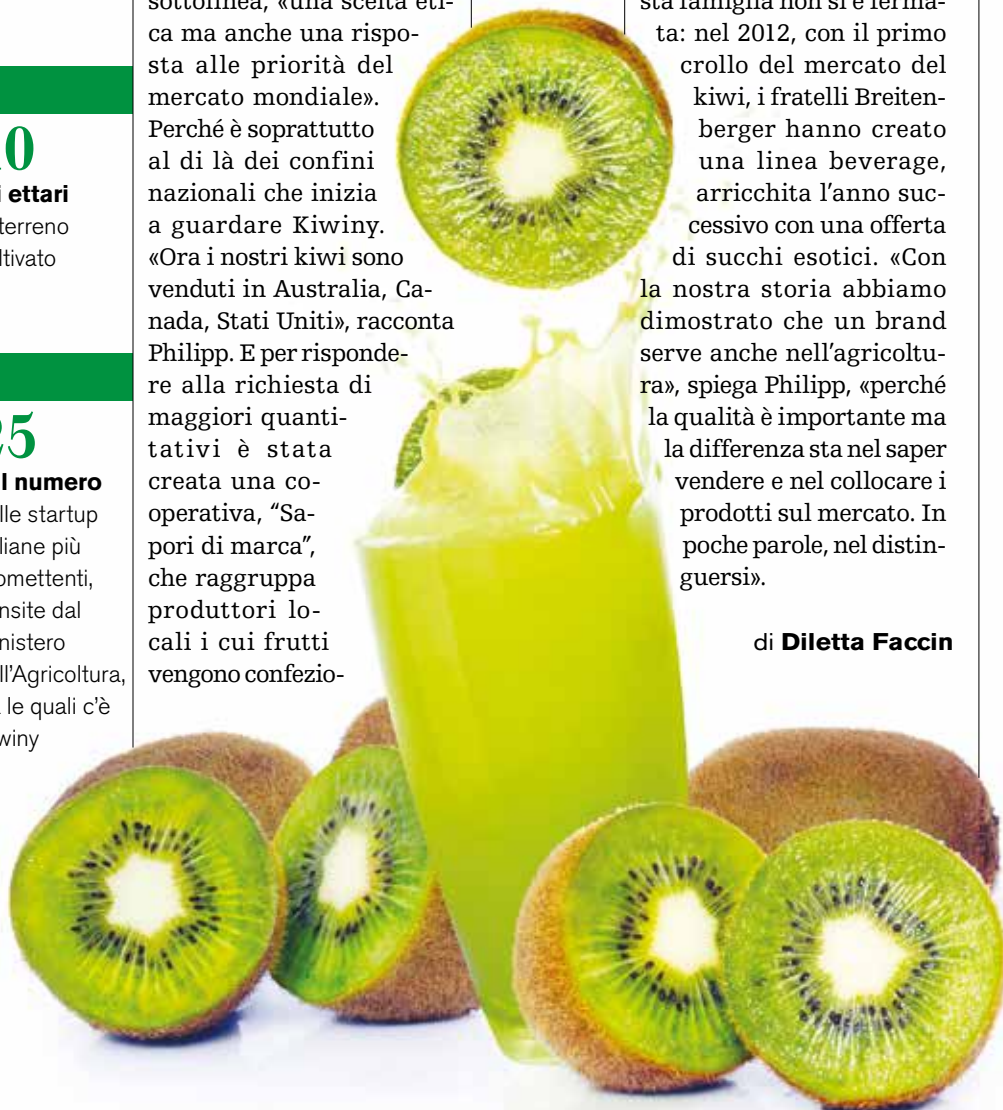 0
i ettari
terreno
ltivato
25
l numero
lle startup
liane più
omettenti,
nsite dal
nistero
ll'Agricoltura,
le quali c'è
winy
sottolinea, «una scelta eti-
ca ma anche una rispo-
sta alle priorità del
mercato mondiale».
Perché è soprattutto
al di là dei confini
nazionali che inizia
a guardare Kiwiny.
«Ora i nostri kiwi sono
venduti in Australia, Ca-
nada, Stati Uniti», racconta
Philipp. E per risponde-
re alla richiesta di
maggiori quanti-
tativi è stata
creata una co-
operativa, “Sa-
pori di marca”,
che raggruppa
produttori lo-
cali i cui frutti
vengono confezio-
sta famiglia non si è ferma-
ta: nel 2012, con il primo
crollo del mercato del
kiwi, i fratelli Breiten-
berger hanno creato
una linea beverage,
arricchita l’anno suc-
cessivo con una offerta
di succhi esotici. «Con
la nostra storia abbiamo
dimostrato che un brand
serve anche nell’agricoltu-
ra», spiega Philipp, «perché
la qualità è importante ma
la differenza sta nel saper
vendere e nel collocare i
prodotti sul mercato. In
poche parole, nel distin-
guersi».
di Diletta Faccin